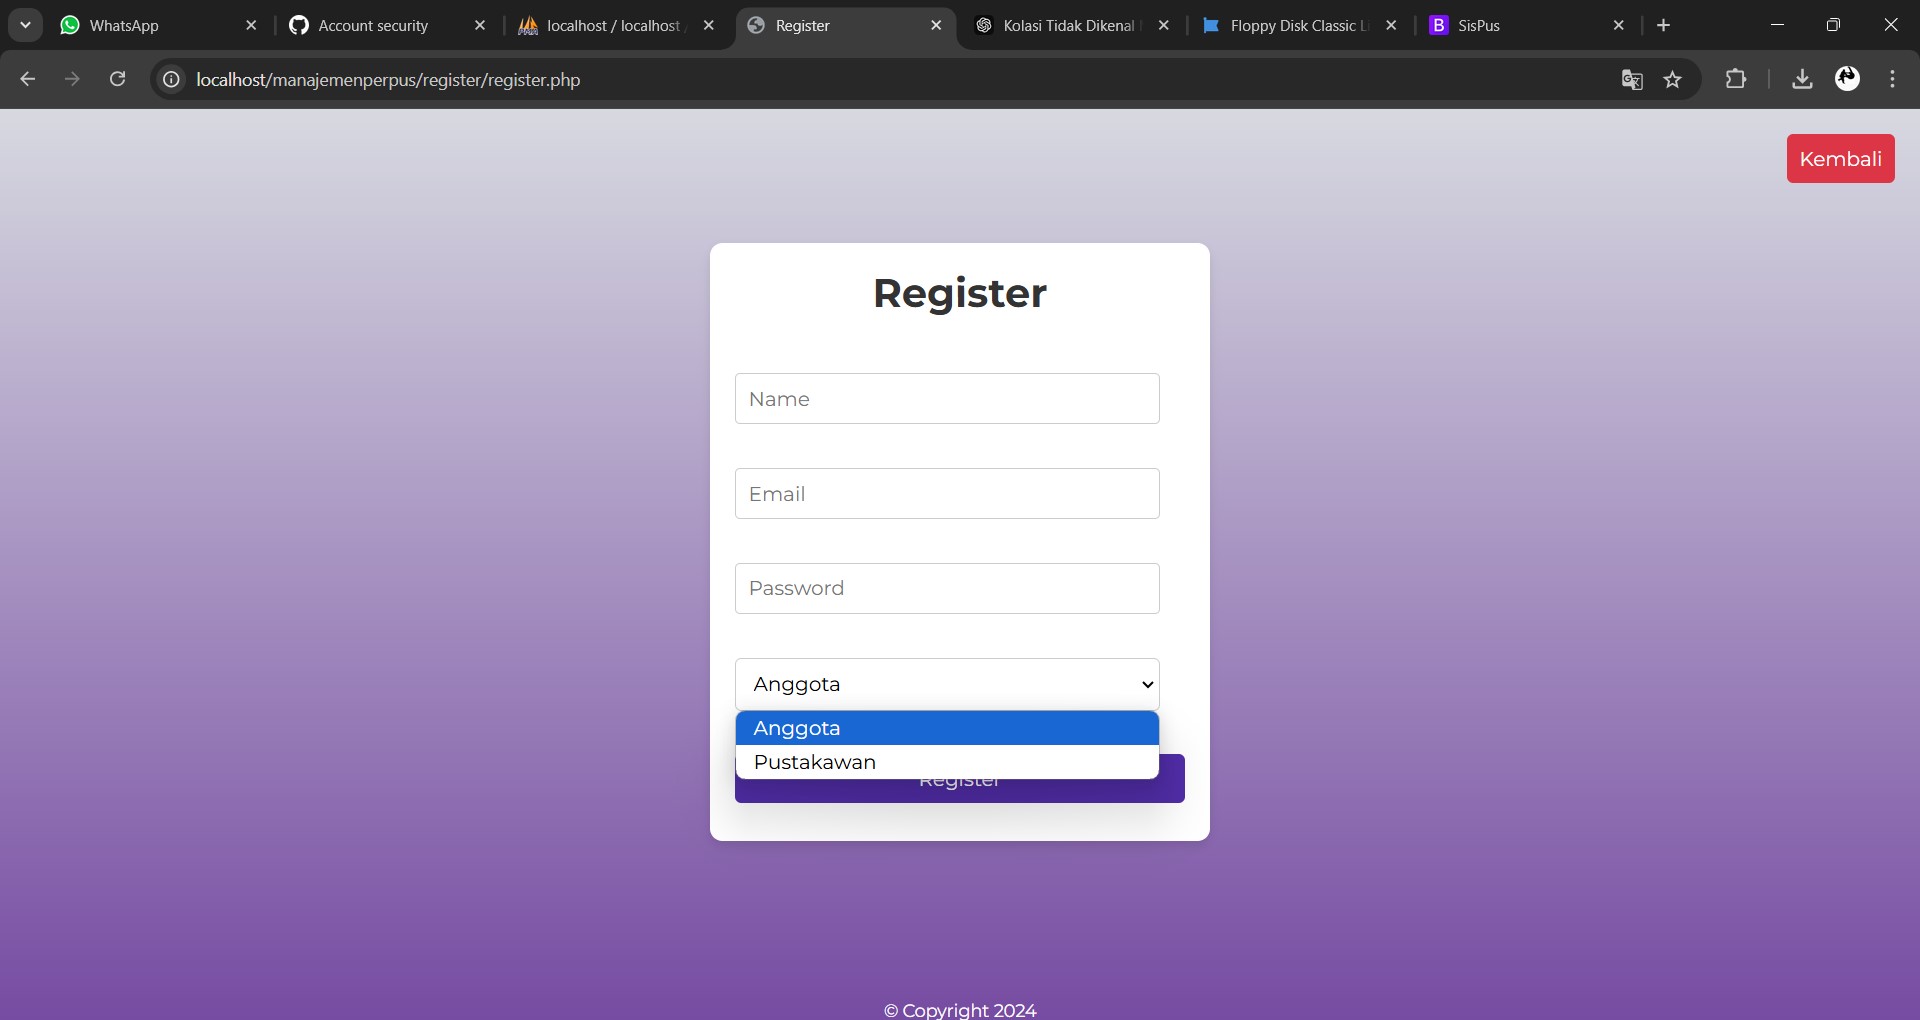 WhatsApp
Account security
localhost / localhost /
Register
Kolasi Tidak Dikenal
Floppy Disk Classic Li
B SisPus
localhost/manajemenperpus/register/register.php
Kembali
Register
Name
Email
Password
Anggota
Anggota
Pustakawan
Register
© Copyright 2024